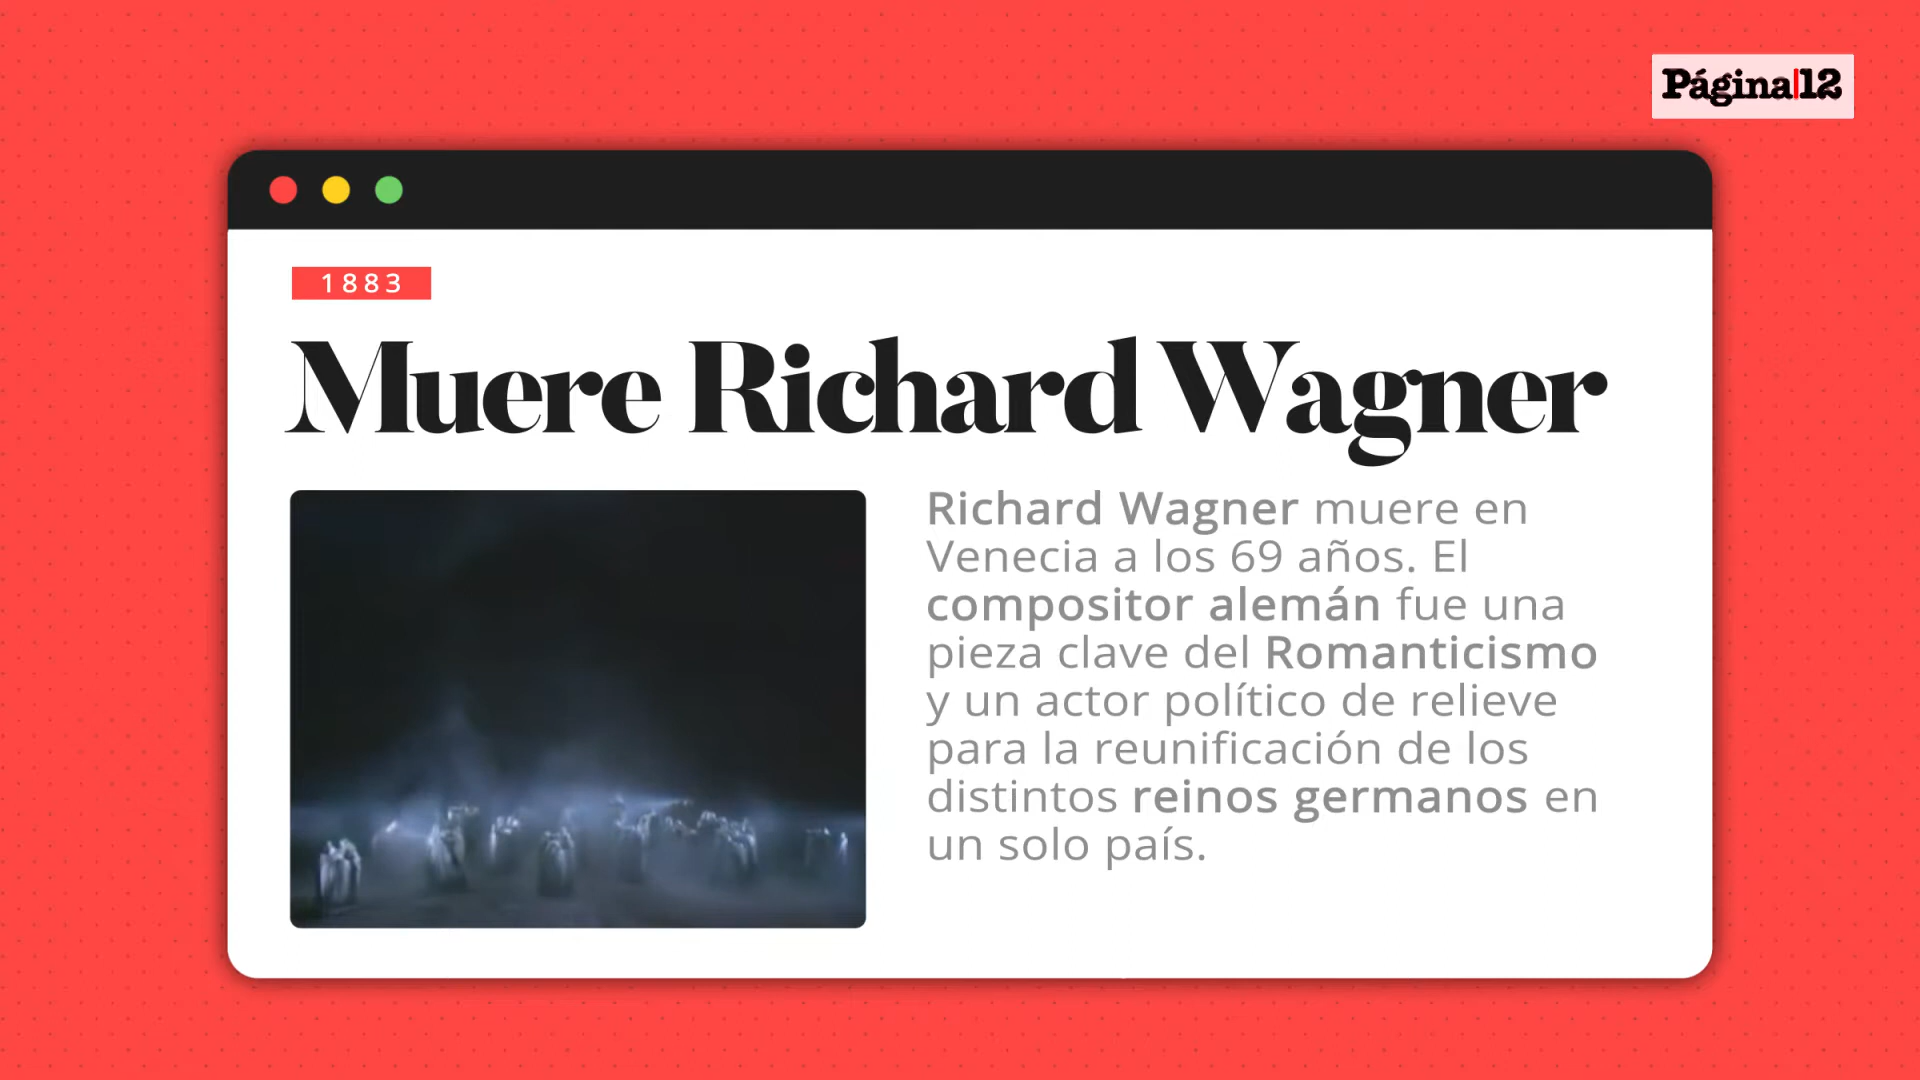 Página|12
1883
Muere Richard Wagner
Richard Wagner muere en
Venecia a los 69 años. El
compositor alemán fue una
pieza clave del Romanticismo
y un actor político de relieve
para la reunificación de los
distintos reinos germanos en
un solo país.